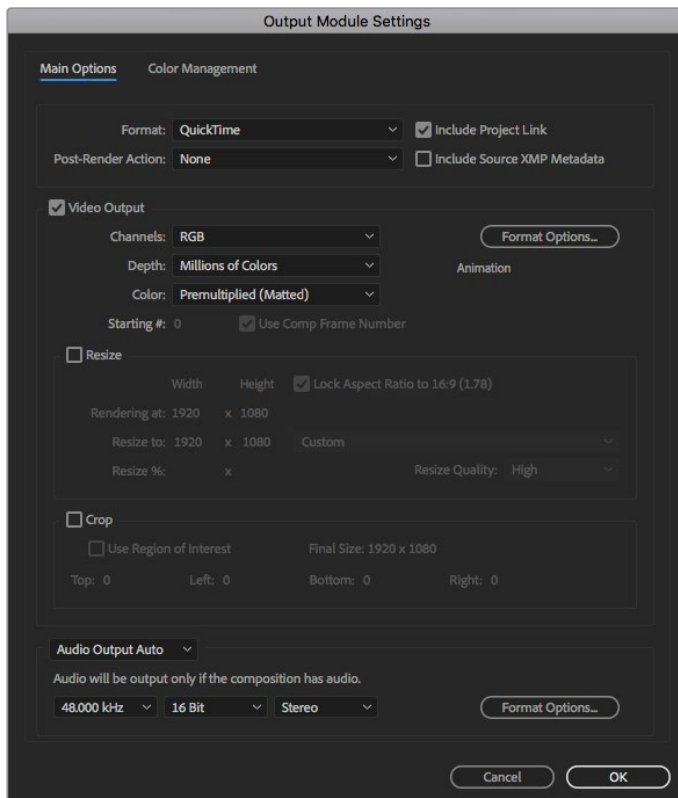 Output Module Settings
Main Options Color Management
Format: QuickTime Include Project Link
Post-Render Action: None Include Source XMP Metadata
Video Output
Channels: RGB Format Options...
Depth: Millions of Colors Animation
Color: Premultiplied (Matted)
Starting #: 0 Use Comp Frame Number
Resize
Width Height Lock Aspect Ratio to 16:9 (1.78)
Rendering at: 1920 x 1080
Resize to: 1920 x 1080 Custom
Resize %: x Resize Quality: High
Crop
Use Region of Interest Final Size: 1920 x 1080
Top: 0 Left: 0 Bottom: 0 Right: 0
Audio Output Auto
Audio will be output only if the composition has audio.
48.000 kHz 16 Bit Stereo Format Options...
Cancel OK